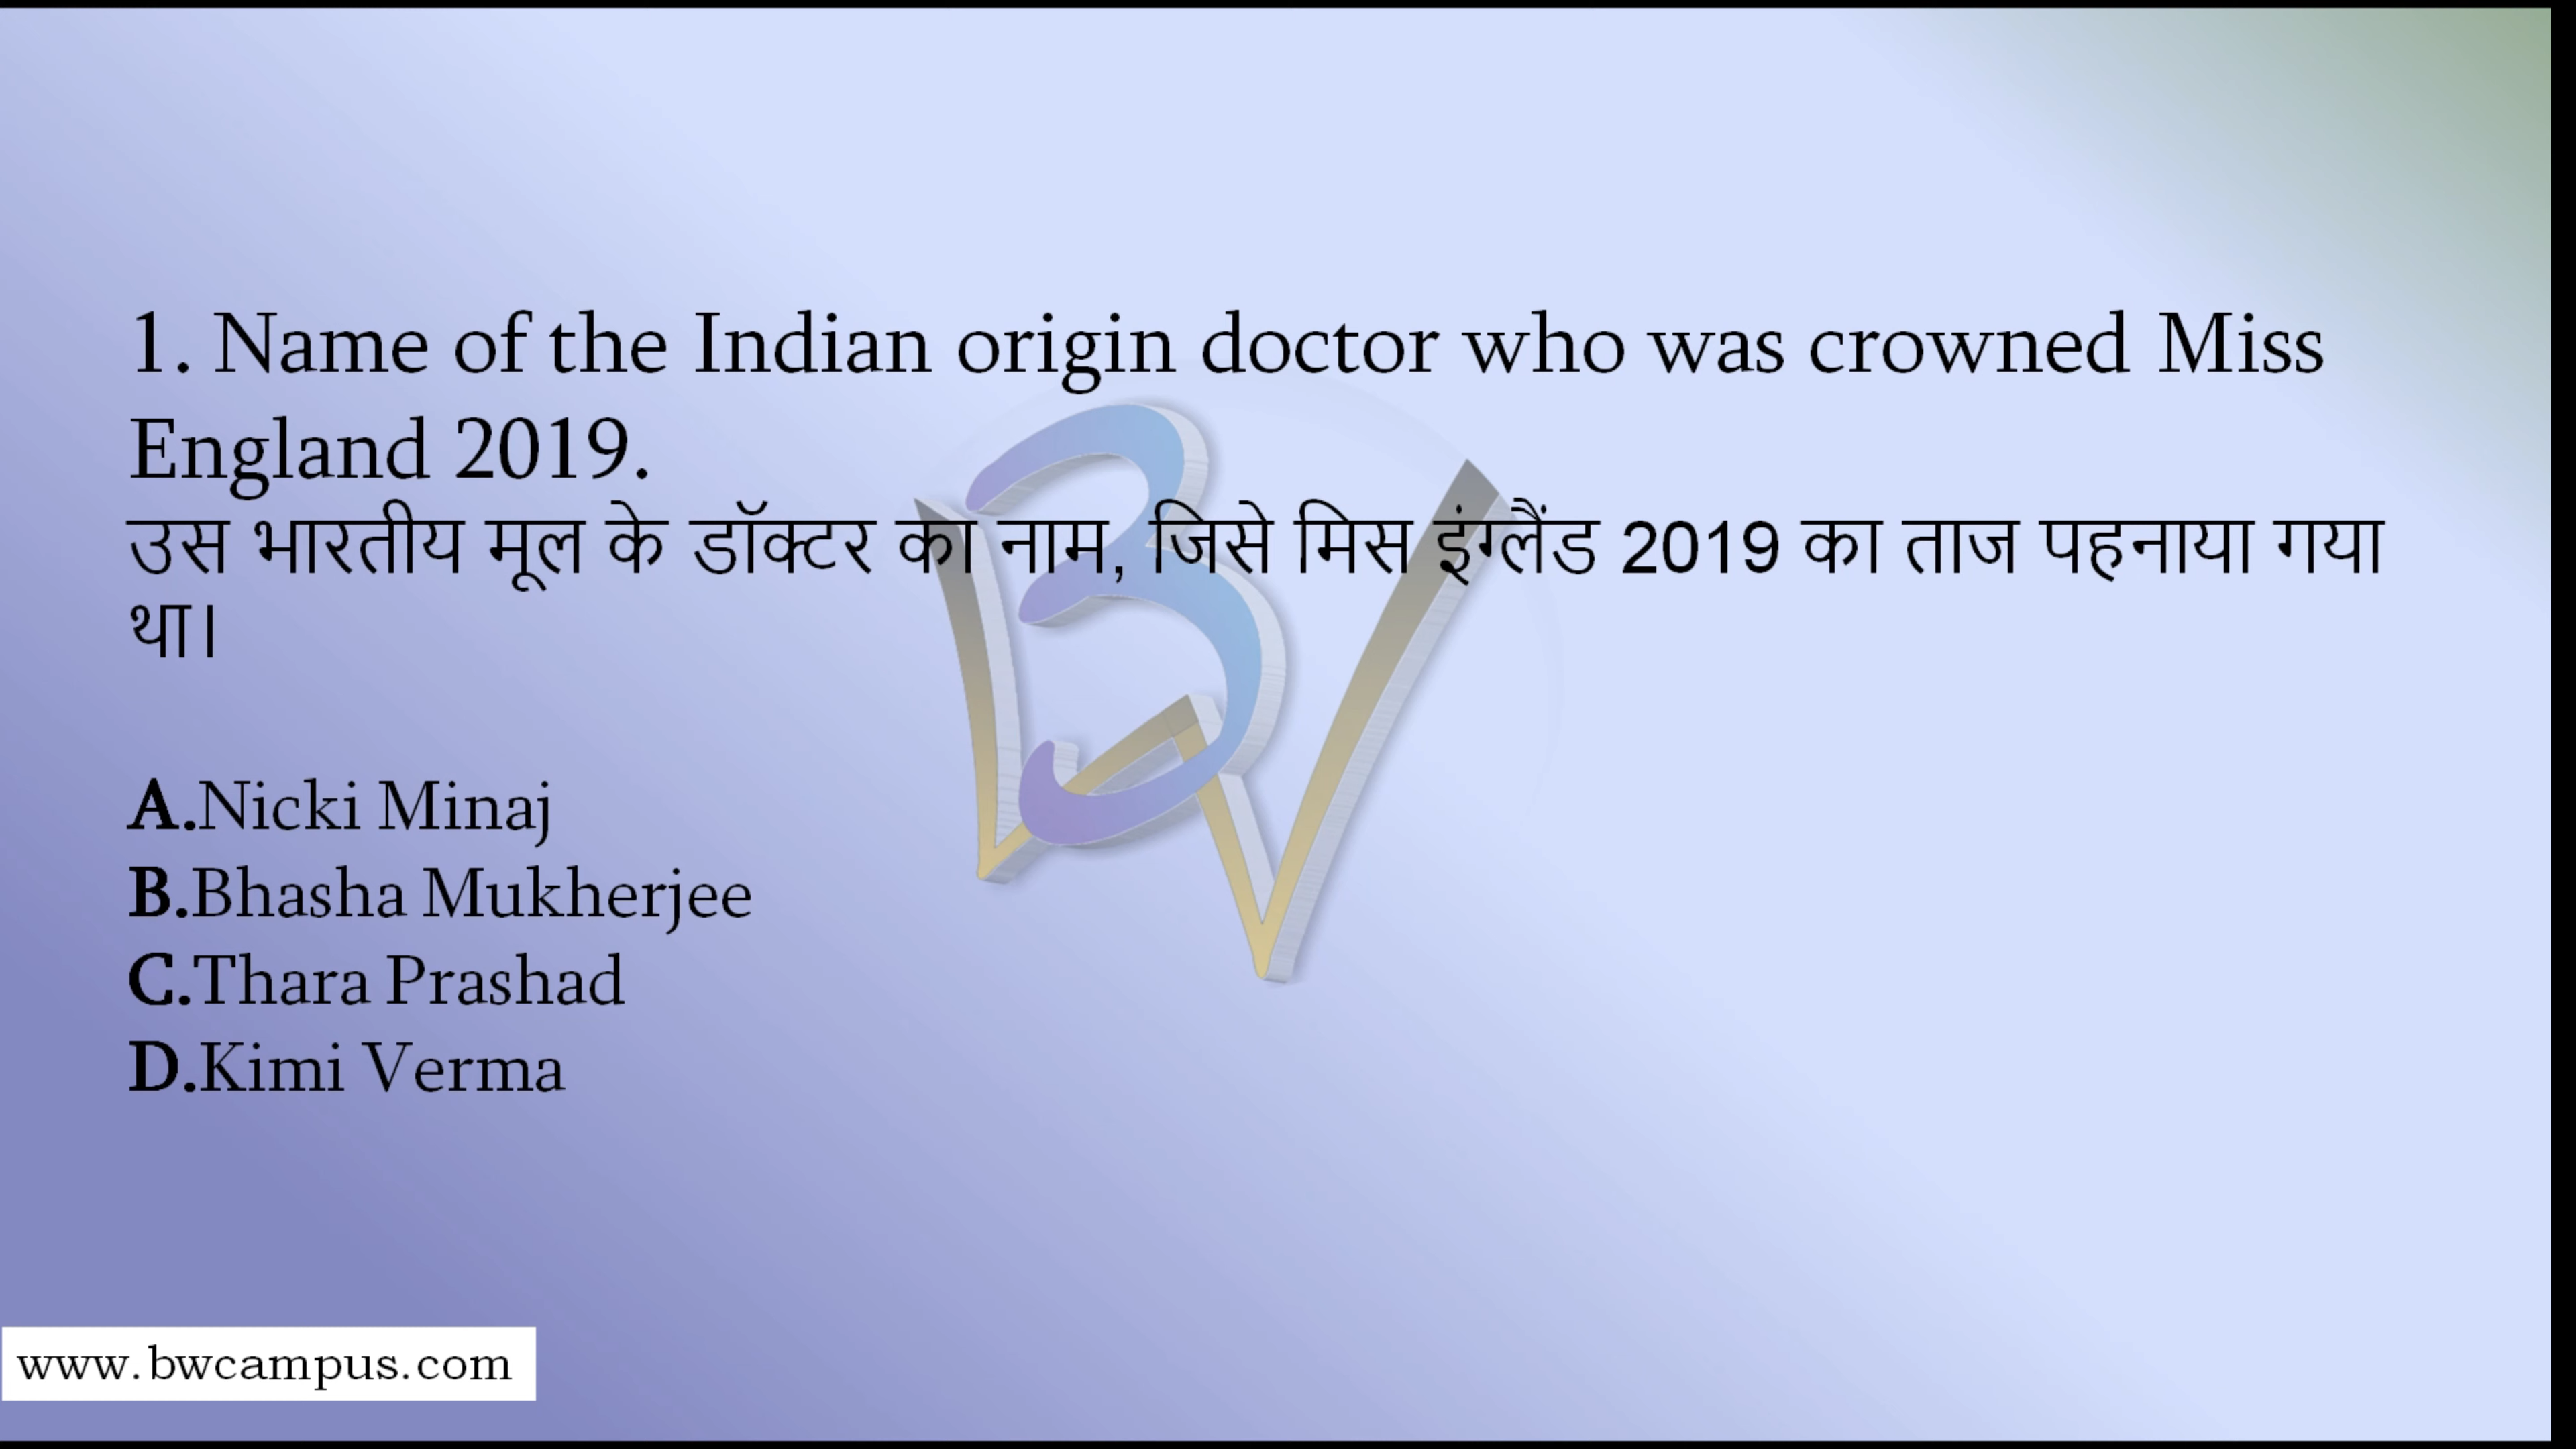 1. Name of the Indian origin doctor who was crowned Miss
England 2019.
उस भारतीय मूल के डॉक्टर का नाम, जिसे मिस इंग्लैंड 2019 का ताज पहनाया गया
था।
A.Nicki Minaj
B.Bhasha Mukherjee
C.Thara Prashad
D.Kimi Verma
www.bwcampus.com